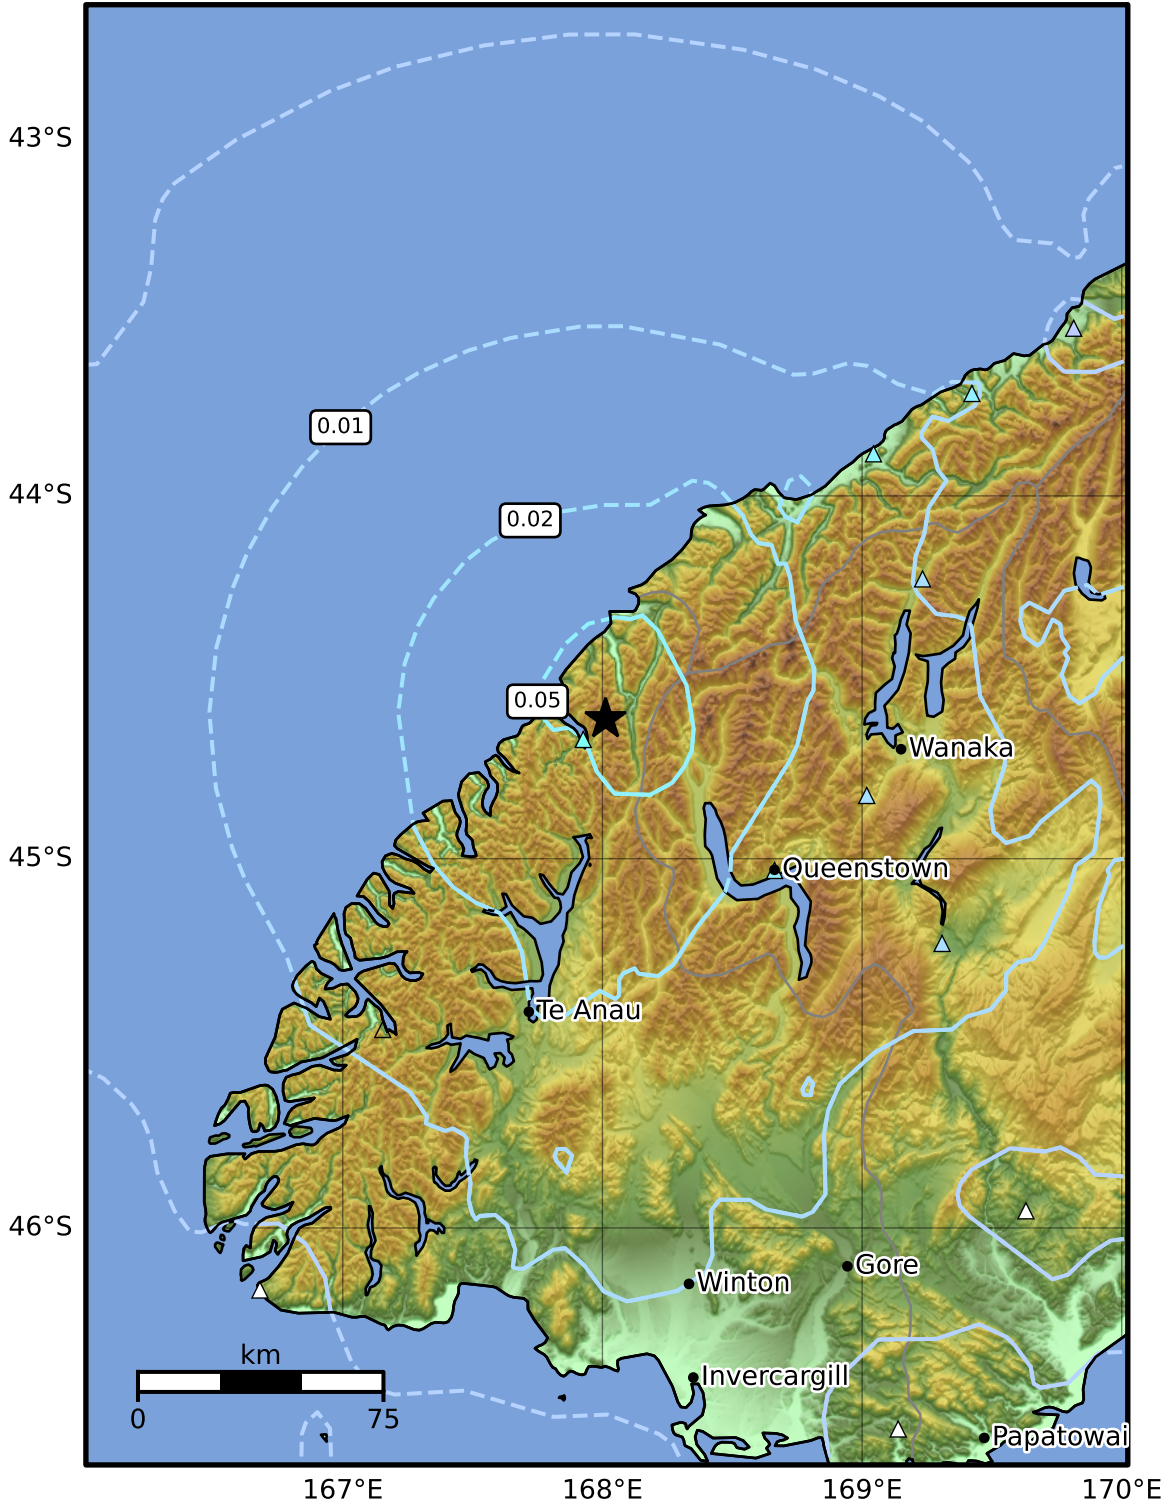 43°S
0.01
44°S
0.02
0.05
Wanaka
45°S
Queenstown
Te Anau
46°S
Gore
Winton
km
Invercargill
0 75
Papatowai
167°E 168°E 169°E 170°E